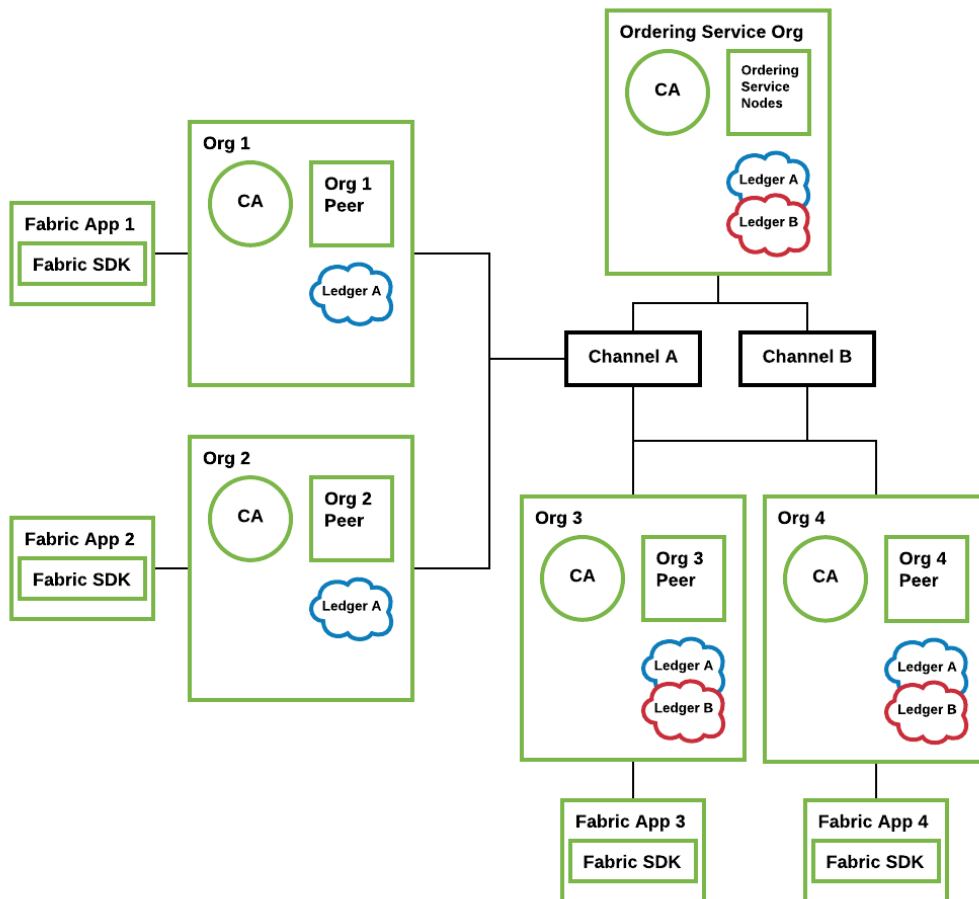 Ordering Service Org
CA
Ordering
Service
Nodes
Ledger A
Ledger B
Org 1
CA
Org 1
Peer
Ledger A
Fabric App 1
Fabric SDK
Channel A
Channel B
Org 2
CA
Org 2
Peer
Ledger A
Fabric App 2
Fabric SDK
Org 3
CA
Org 3
Peer
Ledger A
Ledger B
Org 4
CA
Org 4
Peer
Ledger A
Ledger B
Fabric App 3
Fabric SDK
Fabric App 4
Fabric SDK